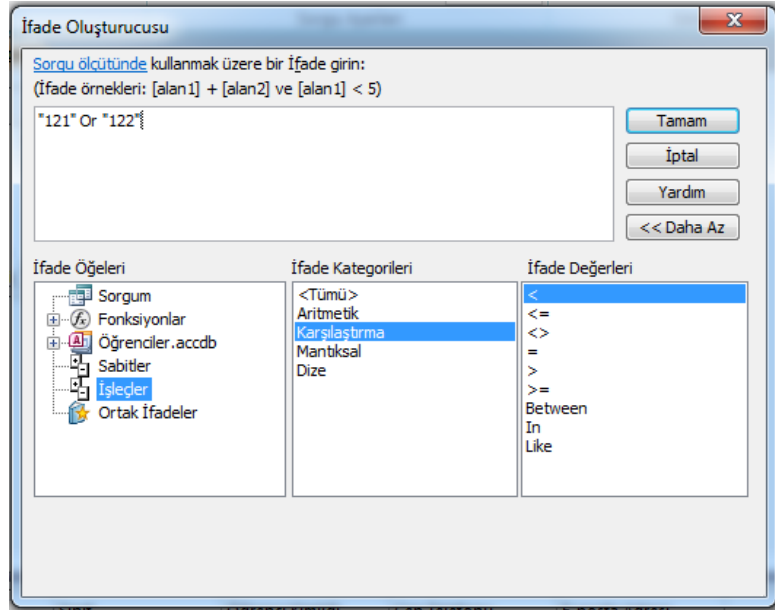 İfade Oluşturucusu
Sorgu ölçütünde kullanmak üzere bir İfade girin:
(İfade örnekleri: [alan1] + [alan2] ve [alan1] < 5)
"121" Or "122"
Tamam
İptal
Yardım
<< Daha Az
İfade Öğeleri
Sorgum
Fonksiyonlar
Öğrenciler.accdb
Sabitler
İşleçler
Ortak İfadeler
İfade Kategorileri
<Tümü>
Aritmetik
Karşılaştırma
Mantıksal
Dize
İfade Değerleri
<
<=
<>
=
>
>=
Between
In
Like